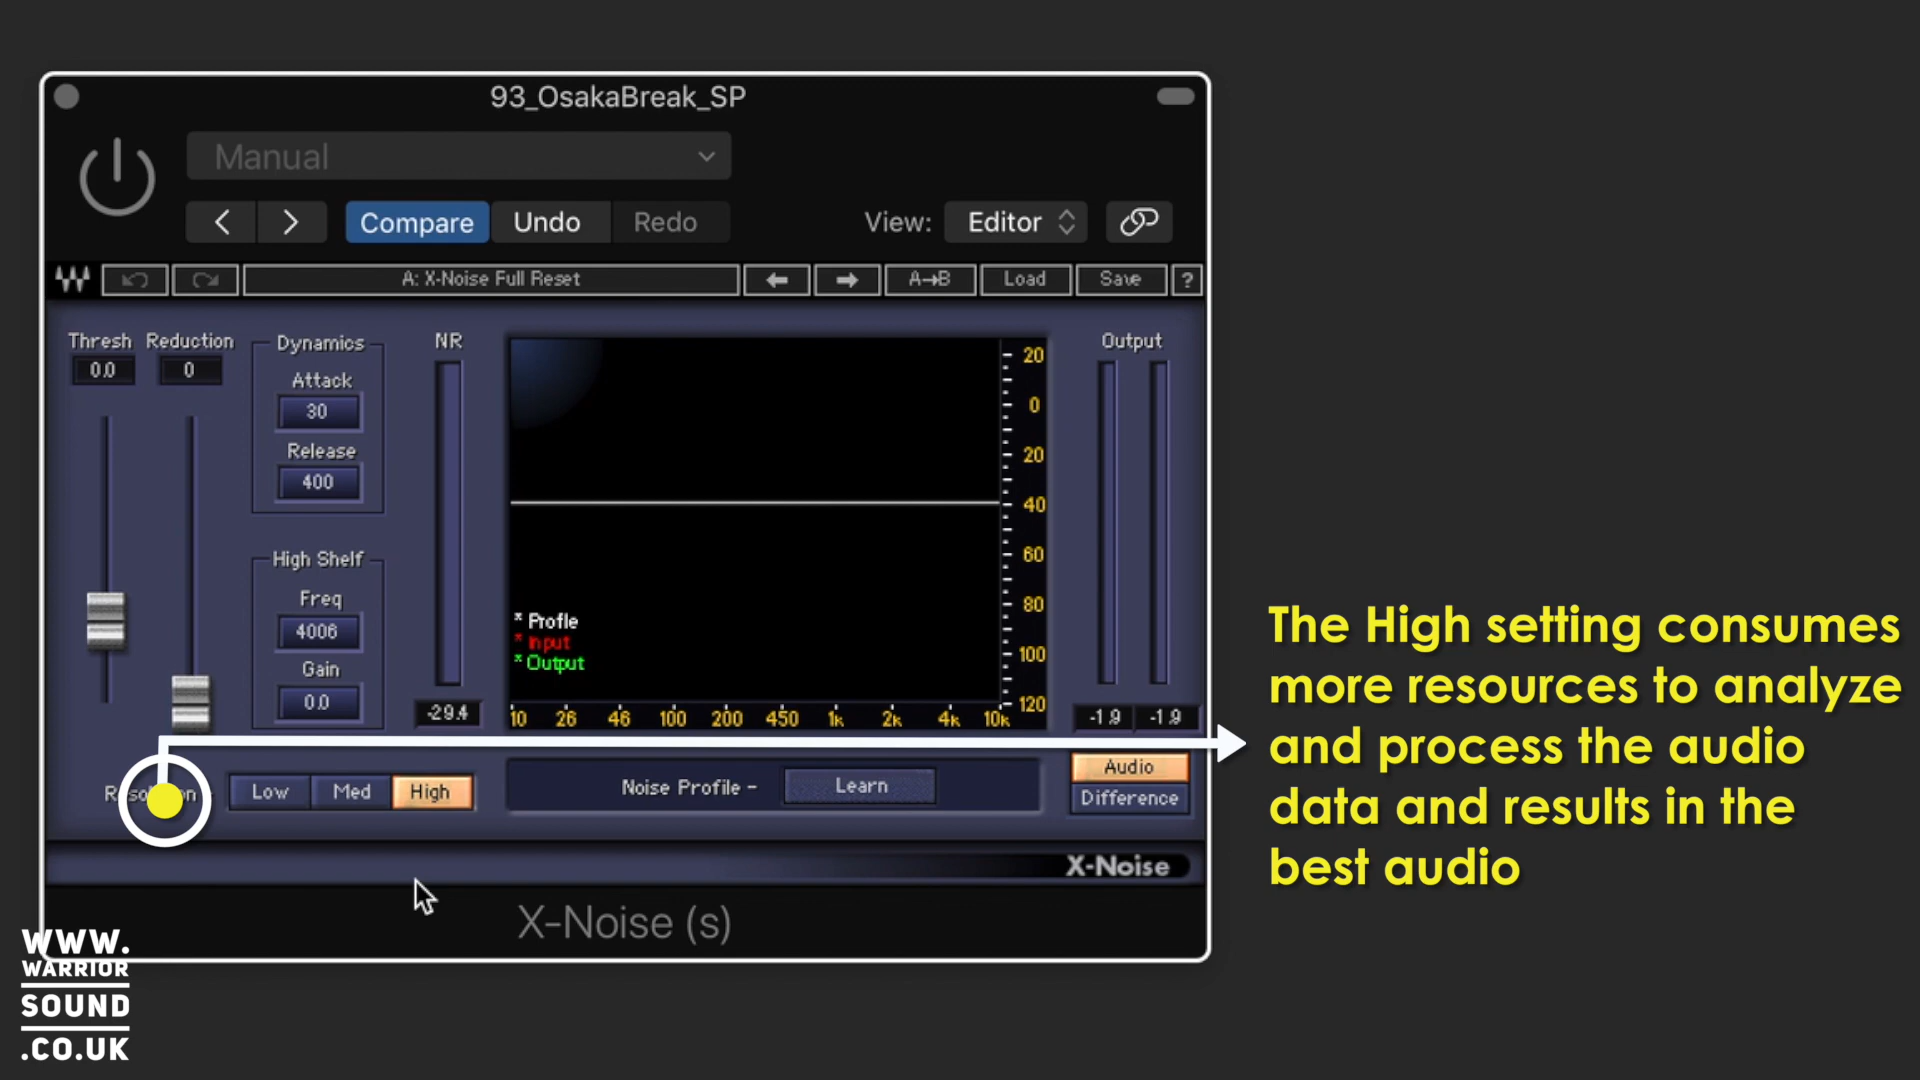 93_OsakaBreak_SP
Manual
Compare Undo Redo View: Editor
A: X-Noise Full Reset A→B Load Save ?
Thresh Reduction Dynamics NR Output
0.0 0
Attack
30
Release
400
High Shelf
Freq
4006
Gain
0.0
-29.4
20
0
20
40
60
80
100
120
* Profle
* Input
* Output
10 26 46 100 200 450 1k 2k 4k 10k
-1.9 -1.9
Low Med High
Noise Profile - Learn
Audio
Difference
X-Noise
X-Noise (s)
The High setting consumes
more resources to analyze
and process the audio
data and results in the
best audio
WWW.
WARRIOR
SOUND
.CO.UK